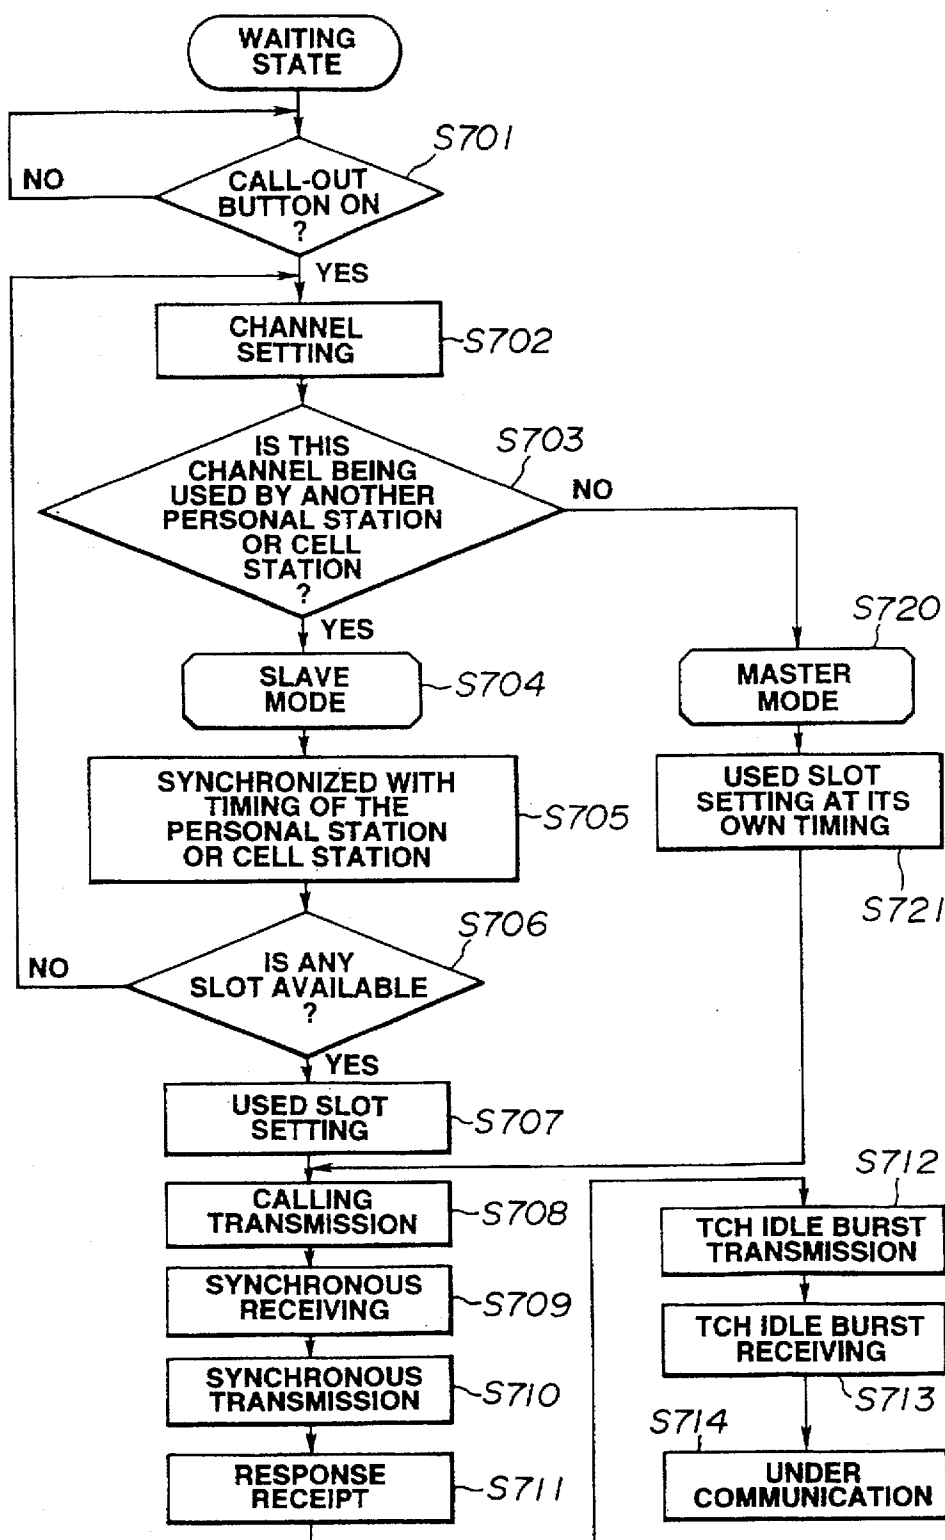 WAITING
STATE
S701
NO
CALL-OUT
BUTTON ON
?
YES
CHANNEL
SETTING
S702
S703
IS THIS
CHANNEL BEING
USED BY ANOTHER
PERSONAL STATION
OR CELL
STATION
?
NO
YES
S720
SLAVE
MODE
S704
MASTER
MODE
SYNCHRONIZED WITH
TIMING OF THE
PERSONAL STATION
OR CELL STATION
S705
USED SLOT
SETTING AT ITS
OWN TIMING
S721
S706
NO
IS ANY
SLOT AVAILABLE
?
YES
USED SLOT
SETTING
S707
CALLING
TRANSMISSION
S708
SYNCHRONOUS
RECEIVING
S709
SYNCHRONOUS
TRANSMISSION
S710
RESPONSE
RECEIPT
S711
S712
TCH IDLE BURST
TRANSMISSION
TCH IDLE BURST
RECEIVING
S713
S714
UNDER
COMMUNICATION